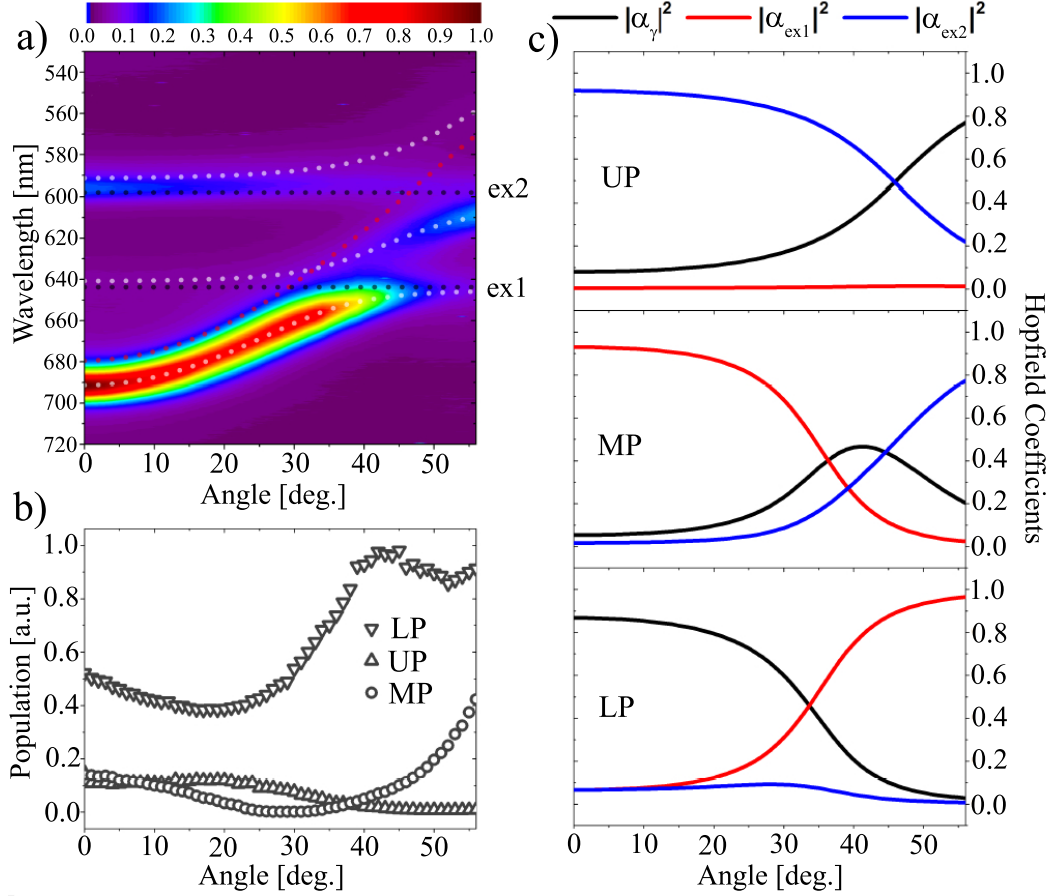 a)
0.0 0.1 0.2 0.3 0.4 0.5 0.6 0.7 0.8 0.9 1.0
540
560
580
600
620
640
660
680
700
720
Wavelength [nm]
ex2
ex1
0 10 20 30 40 50
Angle [deg.]
b)
1.0
0.8
0.6
0.4
0.2
0.0
Population [a.u.]
LP
UP
MP
0 10 20 30 40 50
Angle [deg.]
c)
|αγ|² |αex1|² |αex2|²
UP
1.0
0.8
0.6
0.4
0.2
0.0
MP
1.0
0.8
0.6
0.4
0.2
0.0
LP
1.0
0.8
0.6
0.4
0.2
0.0
Hopfield Coefficients
0 10 20 30 40 50
Angle [deg.]